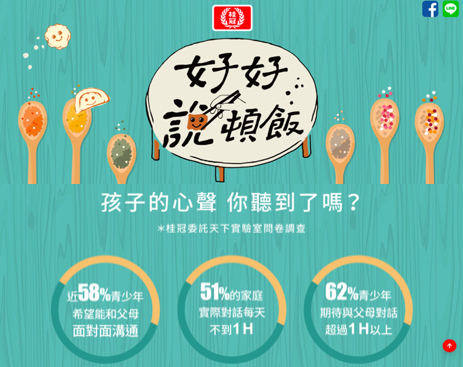 桂冠
LINE
好好
說頓飯
孩子的心聲 你聽到了嗎？
＊桂冠委託天下實驗室問卷調查
近58%青少年
希望能和父母
面對面溝通
51%的家庭
實際對話每天
不到1H
62%青少年
期待與父母對話
超過1H以上